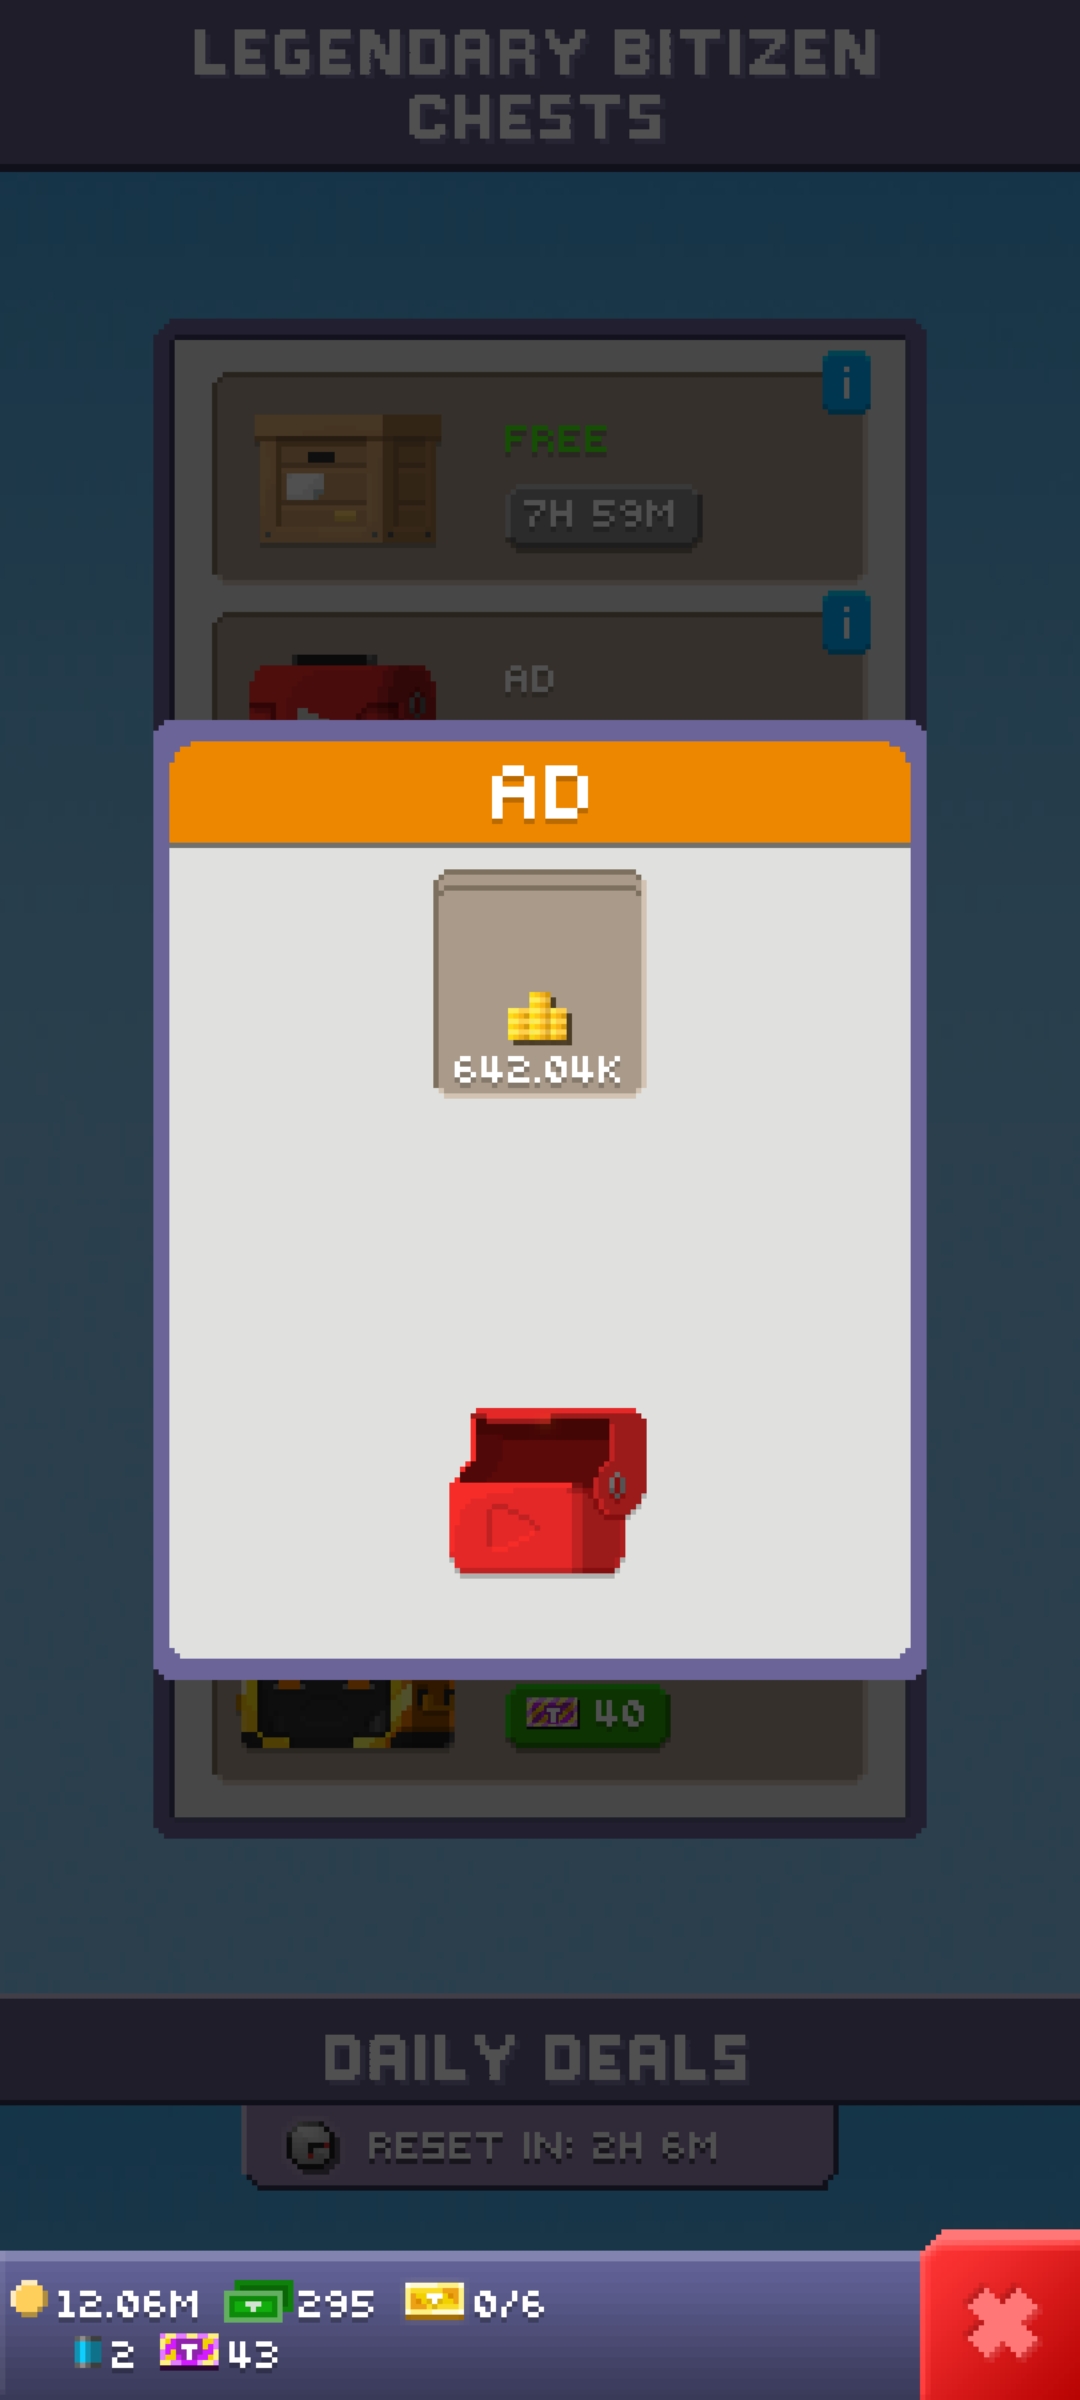 LEGENDARY BITIZEN
CHESTS
i
FREE
7H 59M
i
AD
AD
642.04K
T 40
DAILY DEALS
RESET IN: 2H 6M
12.06M 295 0/6
2 T 43